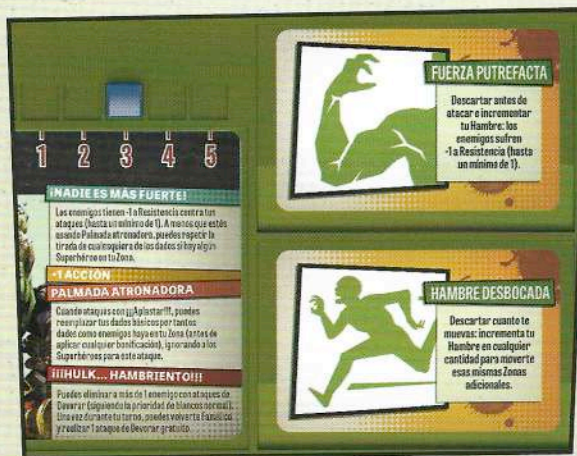 1 2 3 4 5
¡NADIE ES MÁS FUERTE!
Los enemigos tienen -1 a Resistencia contra tus
ataques (hasta un mínimo de 1). A menos que estés
usando Palmada atronadora, puedes repetir la
tirada de cualesquiera de los dados si hay algún
Superhéroe en tu Zona.
+1 ACCIÓN
PALMADA ATRONADORA
Cuando ataques con ¡¡¡Aplastar!!!, puedes
reemplazar tus dados básicos por tantos
dados como enemigos haya en tu Zona (antes de
aplicar cualquier bonificación), ignorando a los
Superhéroes para este ataque.
¡¡¡HULK... HAMBRIENTO!!!
Puedes eliminar a más de 1 enemigo con ataques de
Devorar (siguiendo la prioridad de blancos normal).
Una vez durante tu turno, puedes volverte Famélico
y realizar 1 ataque de Devorar gratuito.
FUERZA PUTREFACTA
Descartar antes de
atacar e incrementar
tu Hambre: los
enemigos sufren
-1 a Resistencia (hasta
un mínimo de 1).
HAMBRE DESBOCADA
Descartar cuanto te
muevas: incrementa tu
Hambre en cualquier
cantidad para moverte
esas mismas Zonas
adicionales.